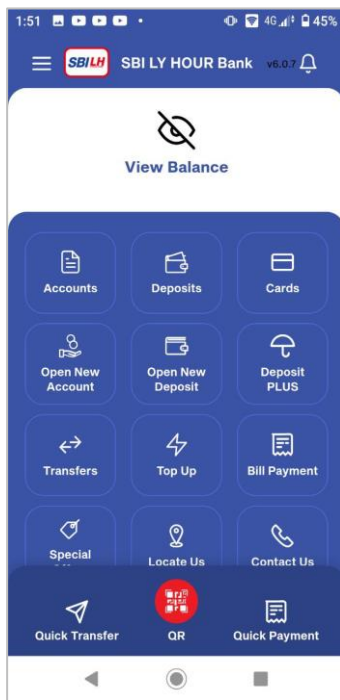 1:51 4G 45%
SBILH SBI LY HOUR Bank v6.0.7
View Balance
Accounts Deposits Cards
Open New Open New Deposit
Account Deposit PLUS
Transfers Top Up Bill Payment
Special Locate Us Contact Us
Quick Transfer QR Quick Payment